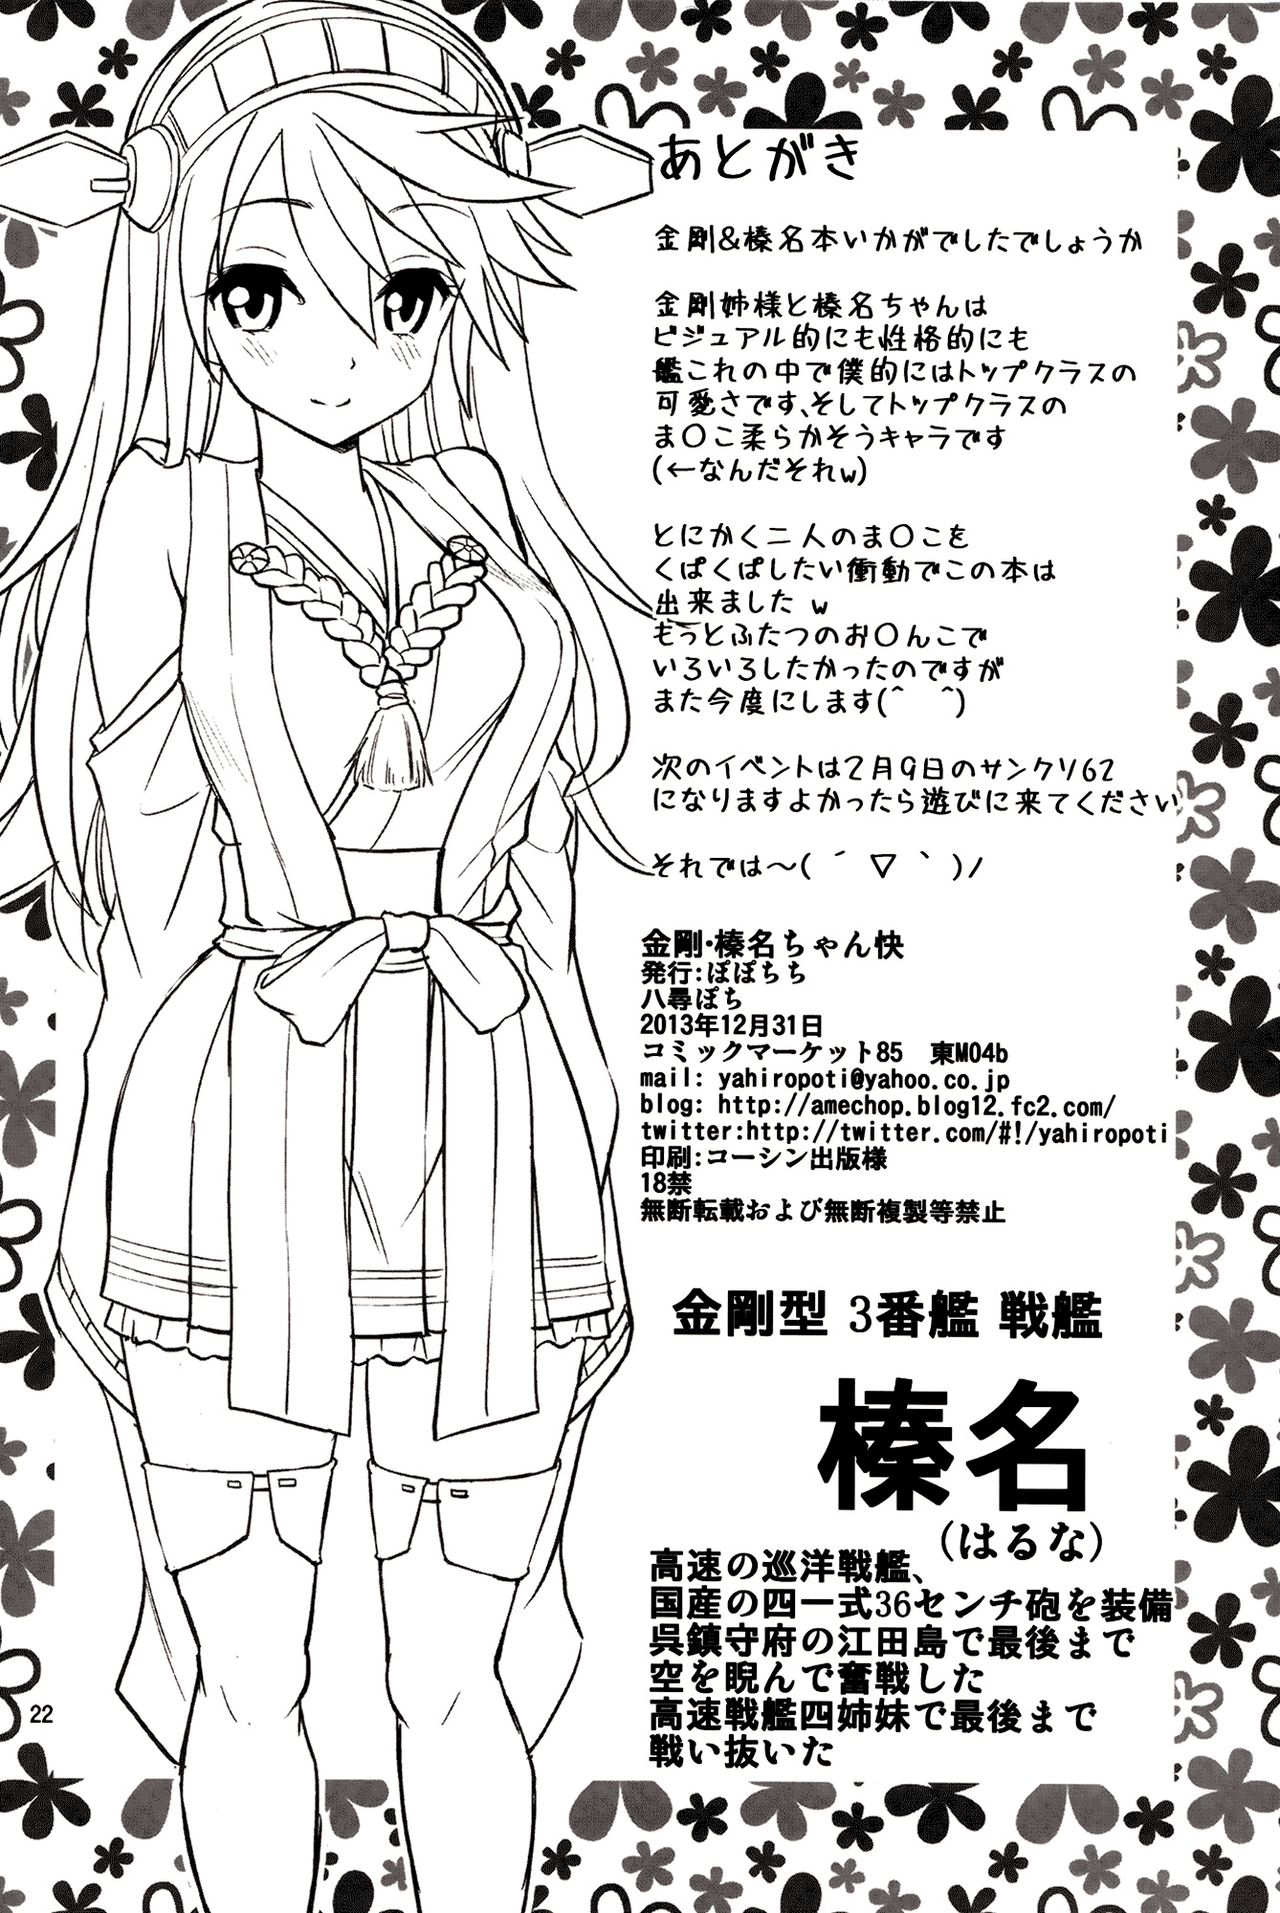 あとがき
金剛&榛名本いかがでしたでしょうか
金剛姉様と榛名ちゃんは
ビジュアル的にも性格的にも
艦これの中で僕的にはトップクラスの
可愛さです、そしてトップクラスの
ま〇こ柔らかそうキャラです
(←なんだそれw)
とにかく二人のま〇こを
くぱくぱしたい衝動でこの本は
出来ました w
もっとふたつのお〇んこで
いろいろしたかったのですが
また今度にします(^ ^)
次のイベントは2月9日のサンクリ62
になりますよかったら遊びに来てください
それでは〜( ´ ▽ ` )ﾉ
金剛・榛名ちゃん快
発行:ぽぽちち
八尋ぽち
2013年12月31日
コミックマーケット85 東M04b
mail: yahiropoti@yahoo.co.jp
blog: http://amechop.blog12.fc2.com/
twitter:http://twitter.com/#!/yahiropoti
印刷:コーシン出版様
18禁
無断転載および無断複製等禁止
金剛型 3番艦 戦艦
榛名
(はるな)
高速の巡洋戦艦、
国産の四一式36センチ砲を装備
呉鎮守府の江田島で最後まで
空を睨んで奮戦した
高速戦艦四姉妹で最後まで
戦い抜いた
22